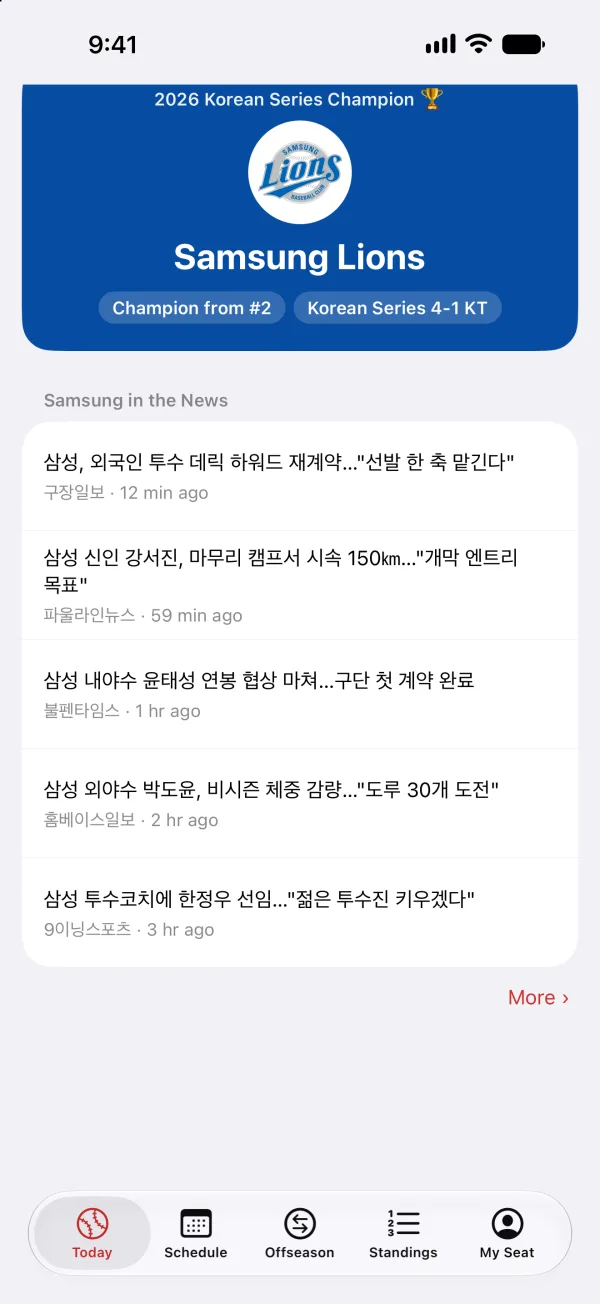 9:41
2026 Korean Series Champion 🏆
SAMSUNG
Lions
BASEBALL CLUB
Samsung Lions
Champion from #2
Korean Series 4-1 KT
Samsung in the News
삼성, 외국인 투수 데릭 하워드 재계약..."선발 한 축 맡긴다"
구장일보 · 12 min ago
삼성 신인 강서진, 마무리 캠프서 시속 150㎞..."개막 엔트리
목표"
파울라인뉴스 · 59 min ago
삼성 내야수 윤태성 연봉 협상 마쳐...구단 첫 계약 완료
불펜타임스 · 1 hr ago
삼성 외야수 박도윤, 비시즌 체중 감량..."도루 30개 도전"
홈베이스일보 · 2 hr ago
삼성 투수코치에 한정우 선임..."젊은 투수진 키우겠다"
9이닝스포츠 · 3 hr ago
More ›
Today
Schedule
Offseason
1 2 3
Standings
My Seat